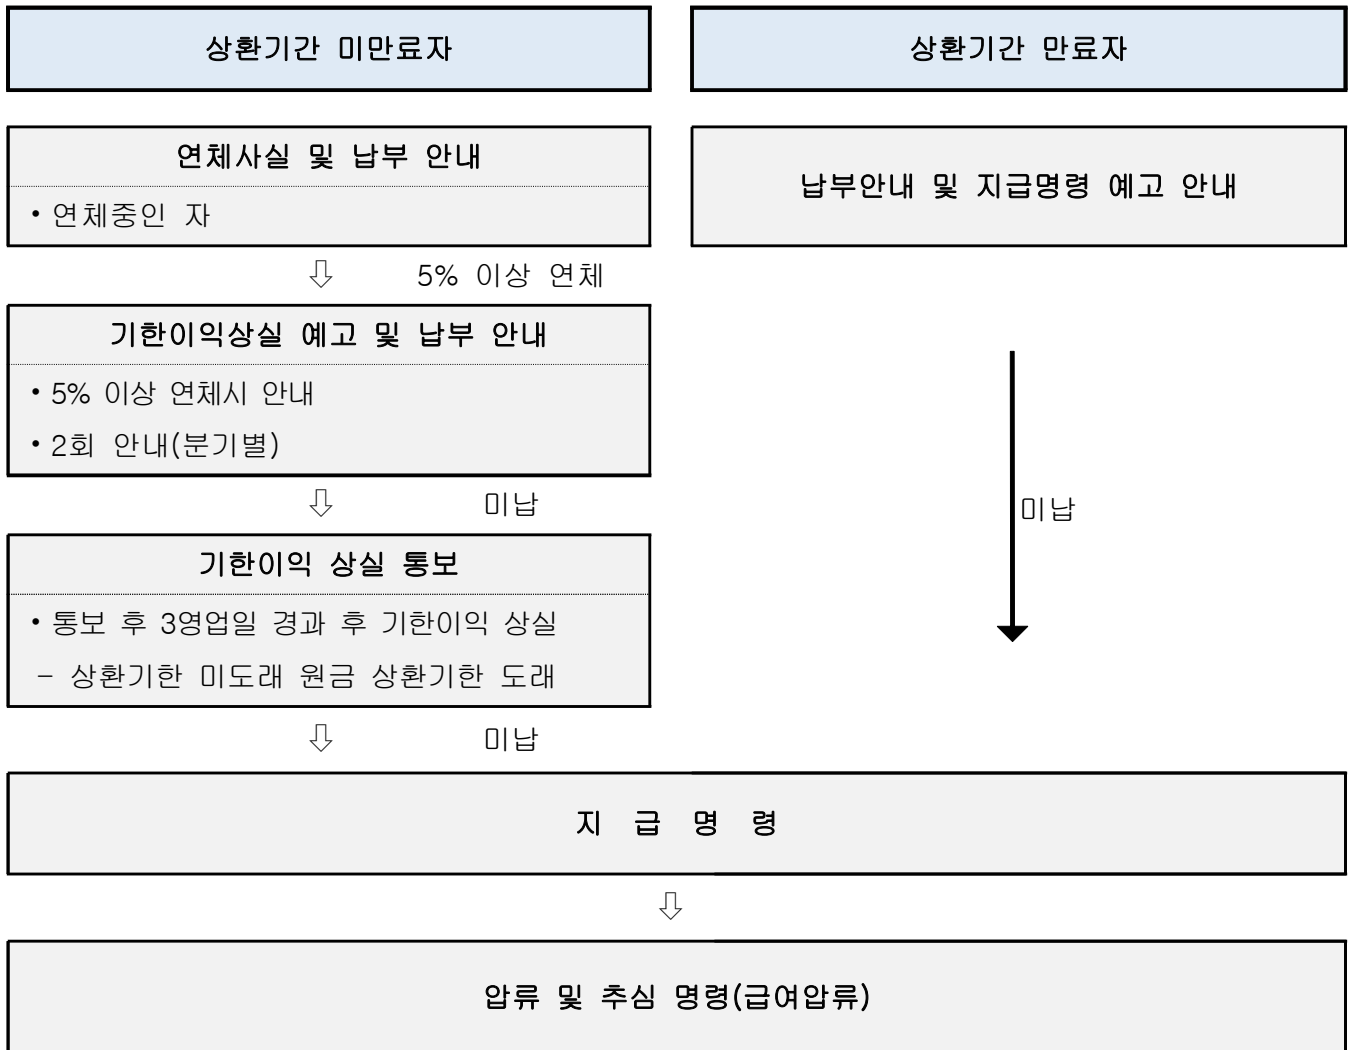 상환기간 미만료자
상환기간 만료자
연체사실 및 납부 안내
• 연체중인 자
납부안내 및 지급명령 예고 안내
⇩ 5% 이상 연체
기한이익상실 예고 및 납부 안내
• 5% 이상 연체시 안내
• 2회 안내(분기별)
⇩ 미납
미납
기한이익 상실 통보
• 통보 후 3영업일 경과 후 기한이익 상실
- 상환기한 미도래 원금 상환기한 도래
⇩ 미납
지 급 명 령
⇩
압류 및 추심 명령(급여압류)